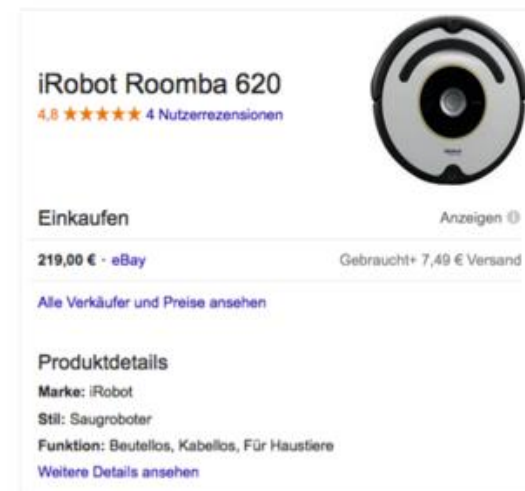 iRobot Roomba 620
4,8 ★★★★★ 4 Nutzerrezensionen
Einkaufen Anzeigen
219,00 € · eBay Gebraucht+ 7,49 € Versand
Alle Verkäufer und Preise ansehen
Produktdetails
Marke: iRobot
Stil: Saugroboter
Funktion: Beutellos, Kabellos, Für Haustiere
Weitere Details ansehen